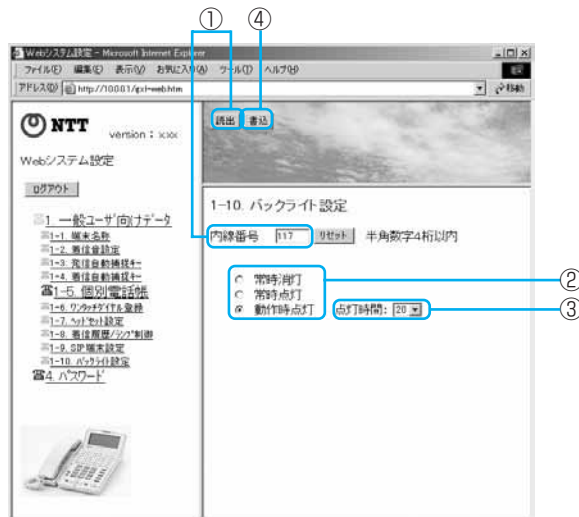 ① ④
Webシステム設定 - Microsoft Internet Explorer
ファイル(F) 編集(E) 表示(V) お気に入り(A) ツール(T) ヘルプ(H)
アドレス(D) http://10.0.0.1/gxl-web.htm 移動
NTT version : x.xx
読出 書込
Webシステム設定
ログアウト
1. 一般ユーザ向けデータ
1-1. 端末名称
1-2. 着信音設定
1-3. 発信自動捕捉キー
1-4. 着信自動捕捉キー
1-5. 個別電話帳
1-6. ワンタッチダイヤル登録
1-7. ヘッドセット設定
1-8. 着信履歴/ランプ制御
1-9. SIP端末設定
1-10. バックライト設定
4. パスワード
1-10. バックライト設定
内線番号 117 リセット 半角数字4桁以内
常時消灯
常時点灯
動作時点灯 点灯時間: 20
②
③